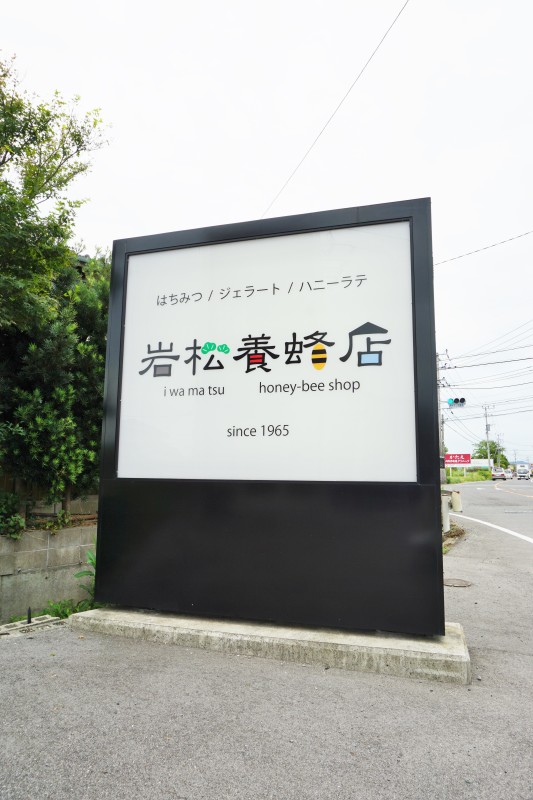 はちみつ / ジェラート / ハニーラテ
岩松養蜂店
i wa ma tsu honey-bee shop
since 1965